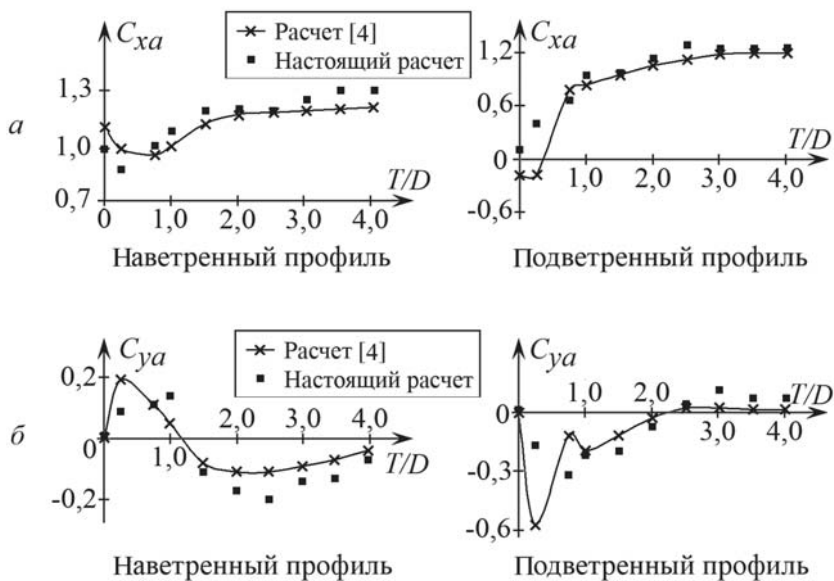 Cxa
Расчет [4]
Настоящий расчет
1,3
1,0
0,7
0
1,0
2,0
3,0
4,0
T/D
Наветренный профиль
а
Cxa
1,2
0,6
0
-0,6
1,0
2,0
3,0
4,0
T/D
Подветренный профиль
Cya
Расчет [4]
Настоящий расчет
0,2
0
-0,2
1,0
2,0
3,0
4,0
T/D
Наветренный профиль
б
Cya
0
-0,3
-0,6
1,0
2,0
3,0
4,0
T/D
Подветренный профиль